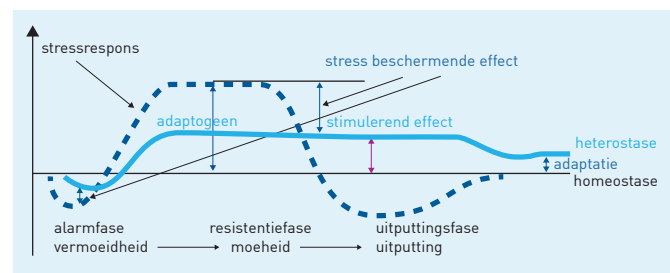 stressrespons
stress beschermende effect
adaptogeen
stimulerend effect
heterostase
adaptatie
homeostase
alarmfase
vermoeidheid
resistentiefase
moeheid
uitputtingsfase
uitputting